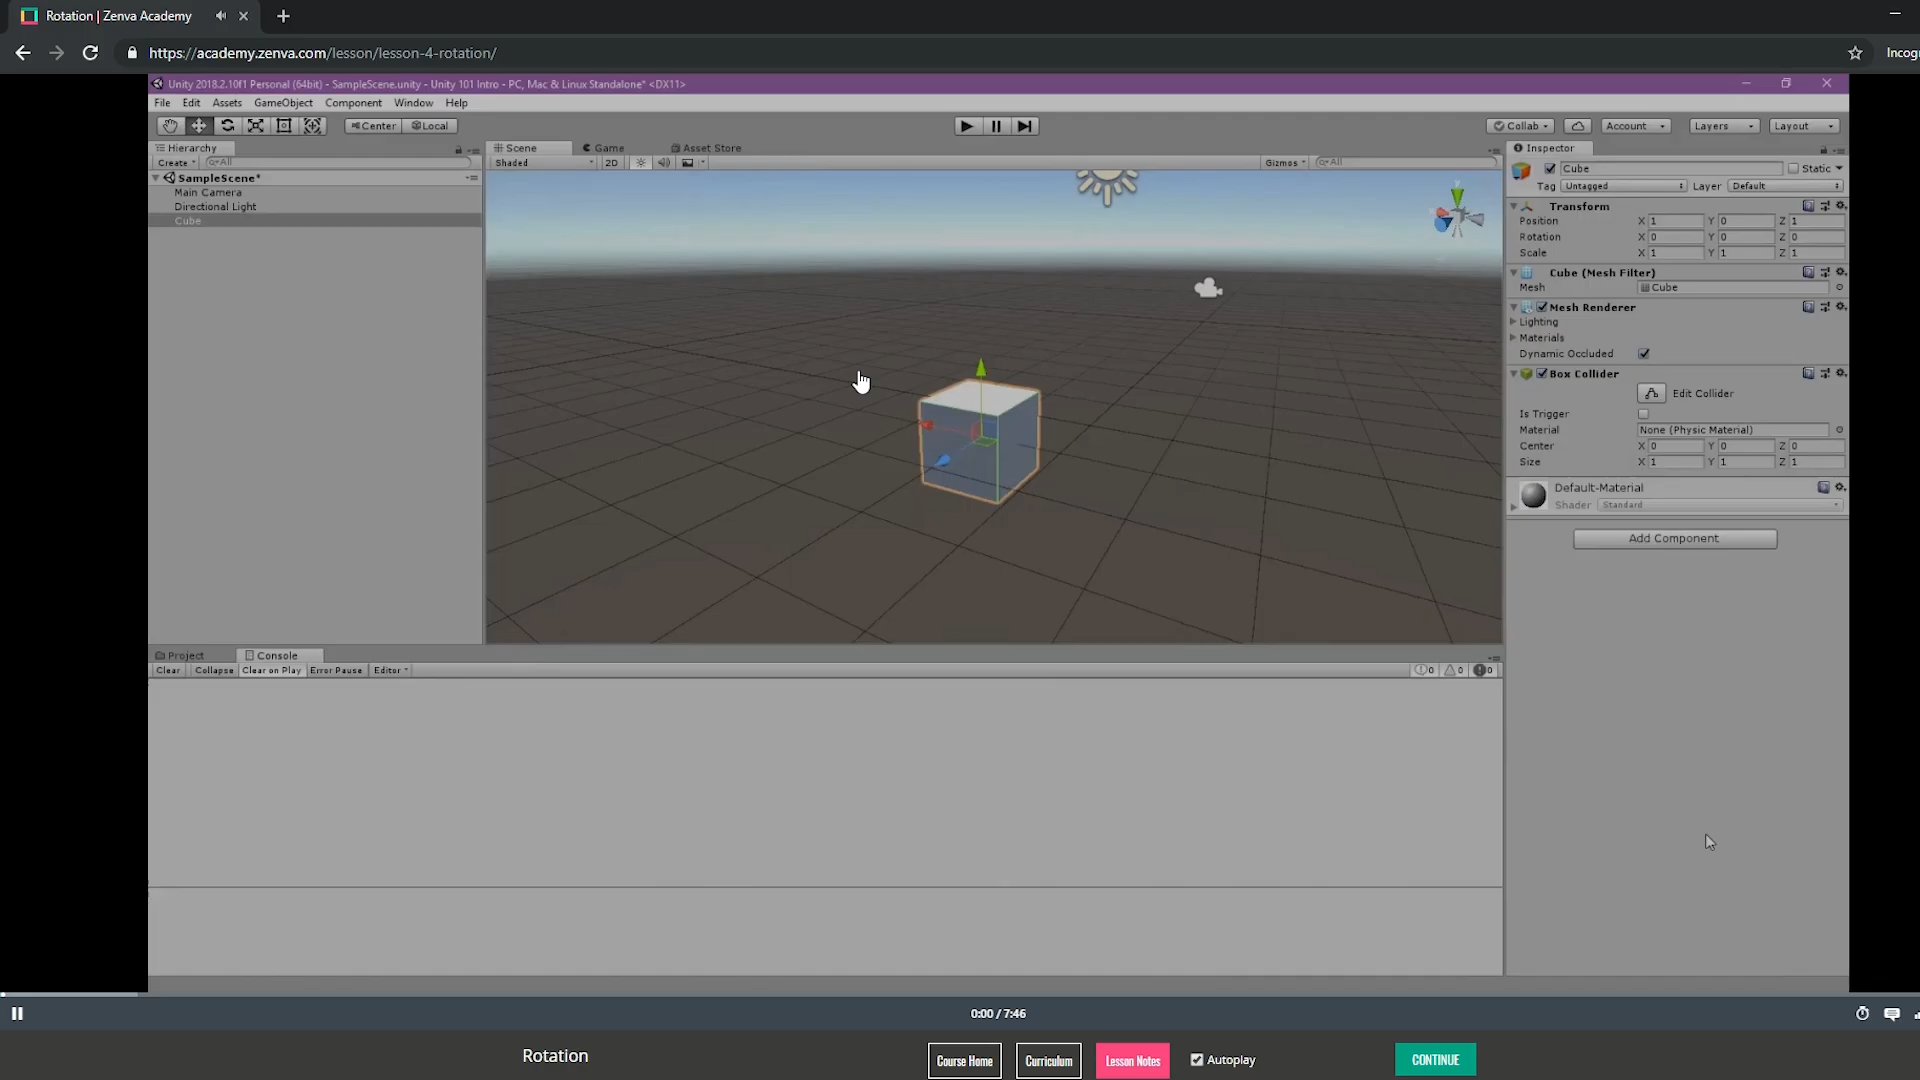 Rotation | Zenva Academy
https://academy.zenva.com/lesson/lesson-4-rotation/
Incog
Unity 2018.2.10f1 Personal (64bit) - SampleScene.unity - Unity 101 Intro - PC, Mac & Linux Standalone* <DX11>
File Edit Assets GameObject Component Window Help
Center Local
Collab Account Layers Layout
Hierarchy
Create All
SampleScene*
Main Camera
Directional Light
Cube
Scene Game Asset Store
Shaded 2D Gizmos All
Inspector
Cube Static
Tag Untagged Layer Default
Transform
Position X 1 Y 0 Z 1
Rotation X 0 Y 0 Z 0
Scale X 1 Y 1 Z 1
Cube (Mesh Filter)
Mesh Cube
Mesh Renderer
Lighting
Materials
Dynamic Occluded
Box Collider
Edit Collider
Is Trigger
Material None (Physic Material)
Center X 0 Y 0 Z 0
Size X 1 Y 1 Z 1
Default-Material
Shader Standard
Add Component
Project Console
Clear Collapse Clear on Play Error Pause Editor 0 0 0
0:00 / 7:46
Rotation
Course Home
Curriculum
Lesson Notes
Autoplay
CONTINUE